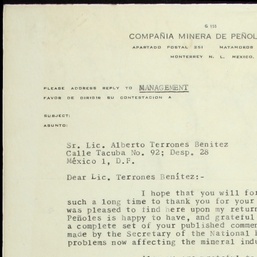 COMPAÑIA MINERA DE PEÑOL
APARTADO POSTAL 251 MATAMOROS
MONTERREY N. L., MEXICO.
PLEASE ADDRESS REPLY TO MANAGEMENT
FAVOR DE DIRIGIR SU CONTESTACION A
SUBJECT:
ASUNTO:
Sr. Lic. Alberto Terrones Benitez
Calle Tacuba No. 92; Desp. 28
México 1, D.F.
Dear Lic. Terrones Benitez:-
I hope that you will for
such a long time to thank you for your
was pleased to find here upon my return
Peñoles is happy to have, and grateful
a complete set of your published comme
made by the Secretary of the National
problems now affecting the mineral indu